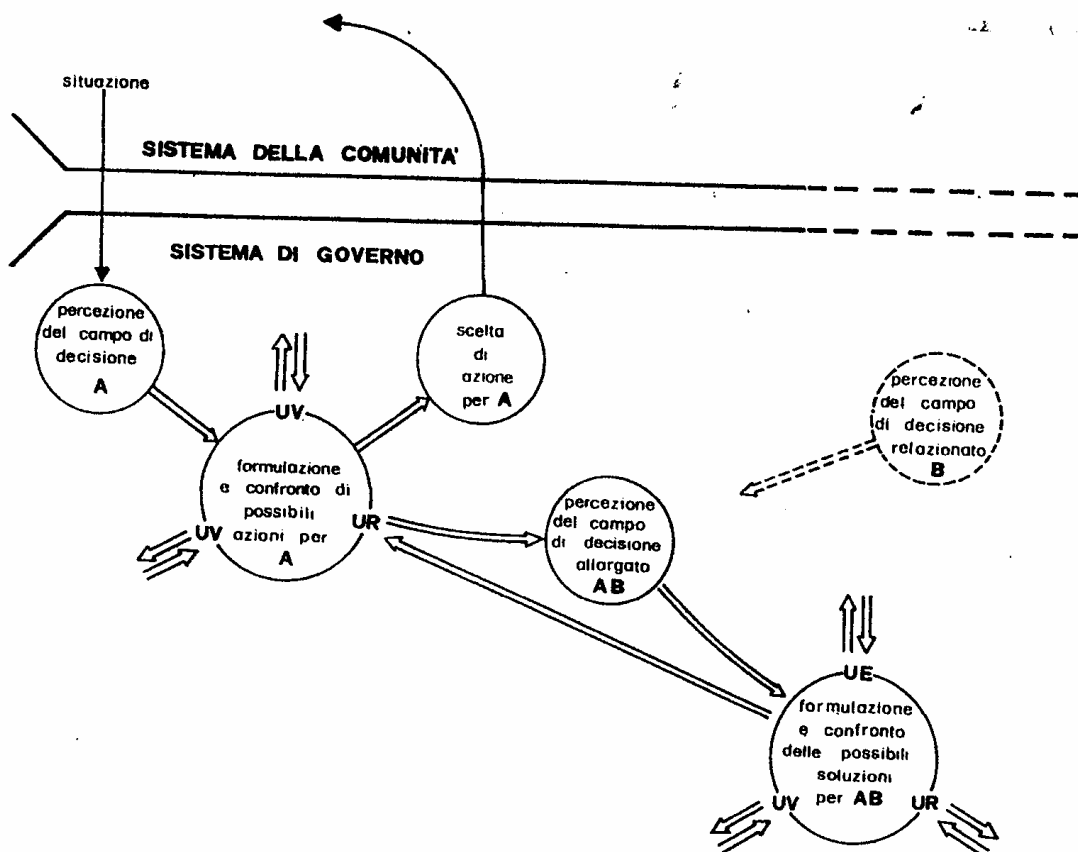 situazione
SISTEMA DELLA COMUNITA'
SISTEMA DI GOVERNO
percezione
del campo di
decisione
A
scelta
di
azione
per A
UV
formulazione
e confronto di
possibili
azioni per
A
UV
UR
percezione
del campo
di decisione
allargato
AB
percezione
del campo
di decisione
relazionato
B
UE
formulazione
e confronto
delle possibili
soluzioni
per AB
UV
UR